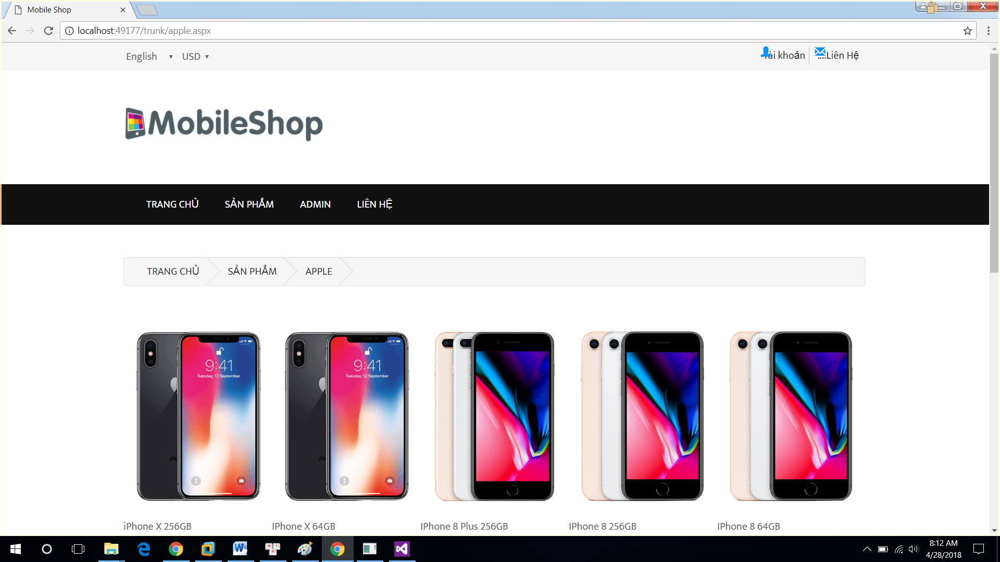 Mobile Shop
localhost:49177/trunk/apple.aspx
English USD
ài khoản ....Liên Hệ
MobileShop
TRANG CHỦ SẢN PHẨM ADMIN LIÊN HỆ
TRANG CHỦ SẢN PHẨM APPLE
9:41 9:41
Tuesday, 12 September Tuesday, 12 September
iPh iPh
iPhone X 256GB IPhone X 64GB IPhone 8 Plus 256GB IPhone 8 256GB IPhone 8 64GB
8:12 AM
4/28/2018